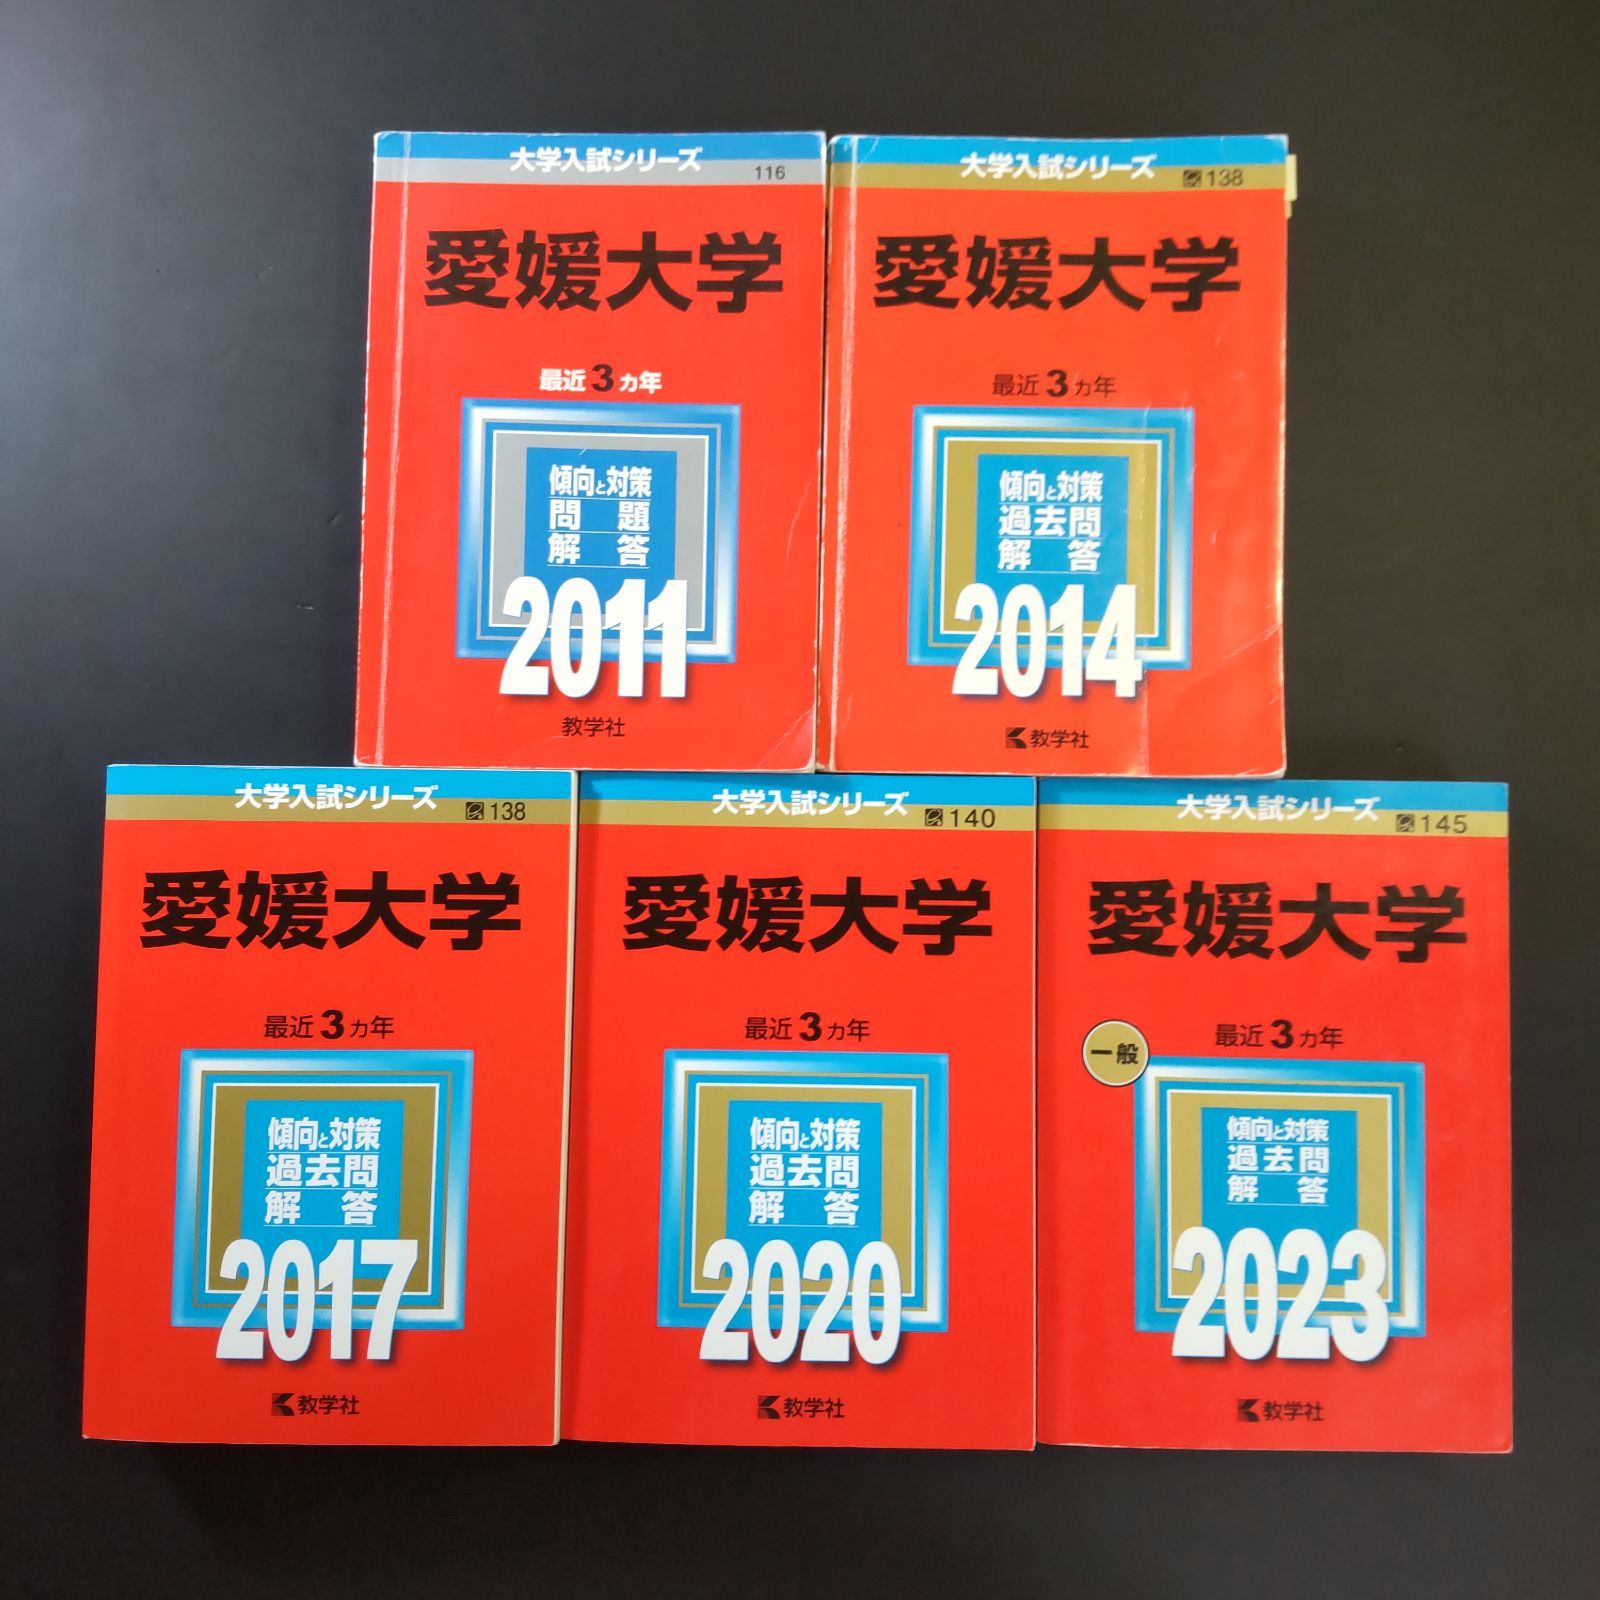 大学入試シリーズ
116
愛媛大学
最近3カ年
傾向と対策
問題
解答
2011
教学社
大学入試シリーズ
138
愛媛大学
最近3カ年
傾向と対策
過去問
解答
2014
教学社
大学入試シリーズ
138
愛媛大学
最近3カ年
傾向と対策
過去問
解答
2017
教学社
大学入試シリーズ
140
愛媛大学
最近3カ年
傾向と対策
過去問
解答
2020
教学社
大学入試シリーズ
145
愛媛大学
最近3カ年
一般
傾向と対策
過去問
解答
2023
教学社